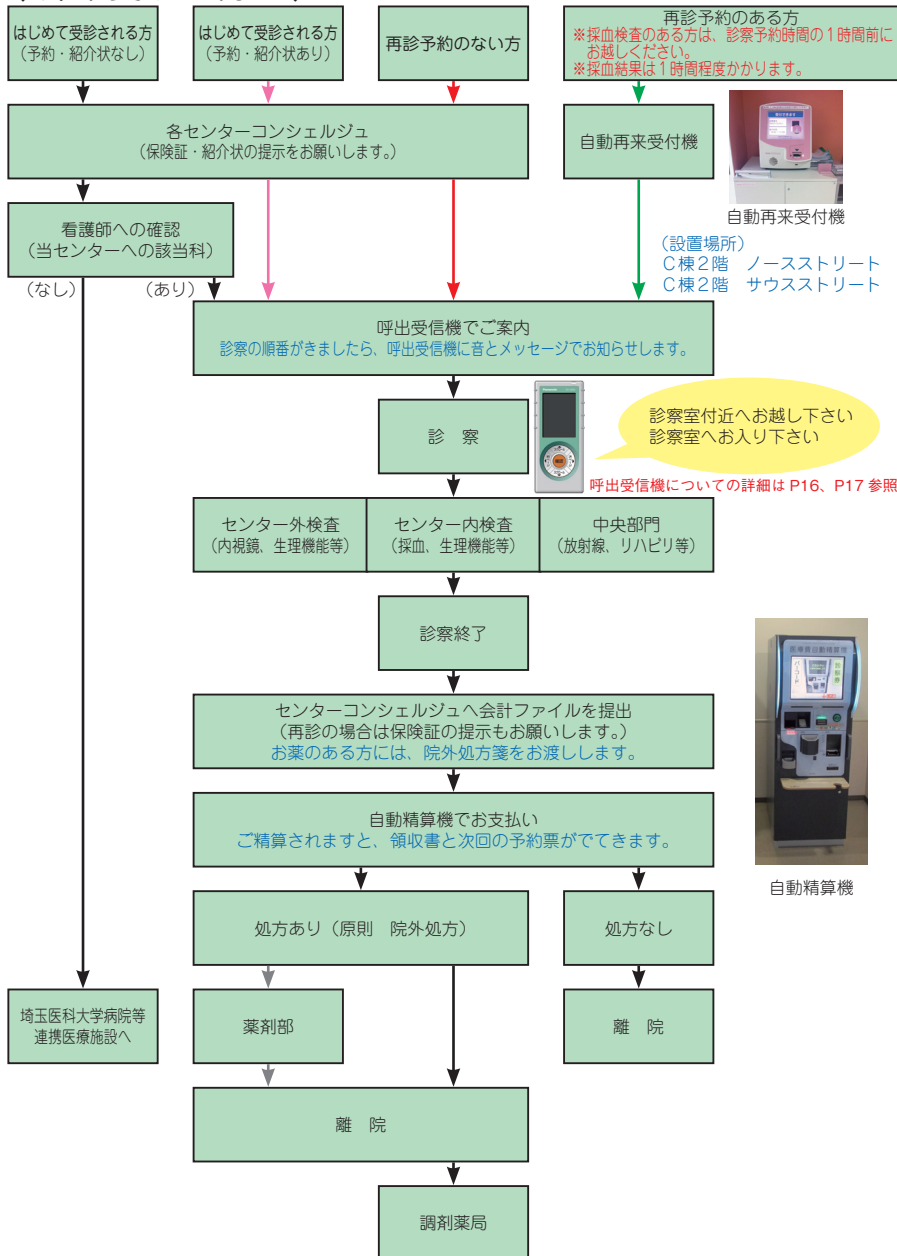 はじめて受診される方
（予約・紹介状なし）
はじめて受診される方
（予約・紹介状あり）
再診予約のない方
再診予約のある方
※採血検査のある方は、診察予約時間の１時間前に
お越しください。
※採血結果は１時間程度かかります。
各センターコンシェルジュ
（保険証・紹介状の提示をお願いします。）
自動再来受付機
自動再来受付機
（設置場所）
Ｃ棟２階　ノースストリート
Ｃ棟２階　サウスストリート
看護師への確認
（当センターへの該当科）
（なし）
（あり）
呼出受信機でご案内
診察の順番がきましたら、呼出受信機に音とメッセージでお知らせします。
診　察
診察室付近へお越し下さい
診察室へお入り下さい
呼出受信機についての詳細は P16、P17 参照
センター外検査
（内視鏡、生理機能等）
センター内検査
（採血、生理機能等）
中央部門
（放射線、リハビリ等）
診察終了
センターコンシェルジュへ会計ファイルを提出
（再診の場合は保険証の提示もお願いします。）
お薬のある方には、院外処方箋をお渡しします。
自動精算機でお支払い
ご精算されますと、領収書と次回の予約票がでてきます。
自動精算機
処方あり（原則　院外処方）
処方なし
埼玉医科大学病院等
連携医療施設へ
薬剤部
離　院
離　院
調剤薬局